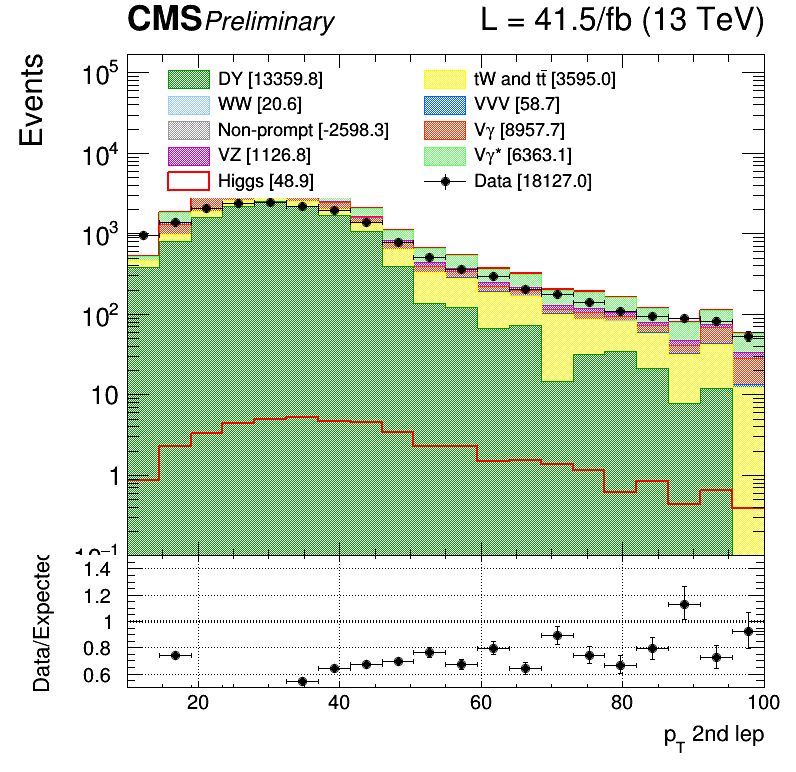 CMS Preliminary L = 41.5/fb (13 TeV)
Events
10⁵
10⁴
10³
10²
10
1
10⁻¹
DY [13359.8]
WW [20.6]
Non-prompt [-2598.3]
VZ [1126.8]
Higgs [48.9]
tW and tt̄ [3595.0]
VVV [58.7]
Vγ [8957.7]
Vγ* [6363.1]
Data [18127.0]
Data/Expected
1.4
1.2
1
0.8
0.6
20 40 60 80 100
p_T 2nd lep